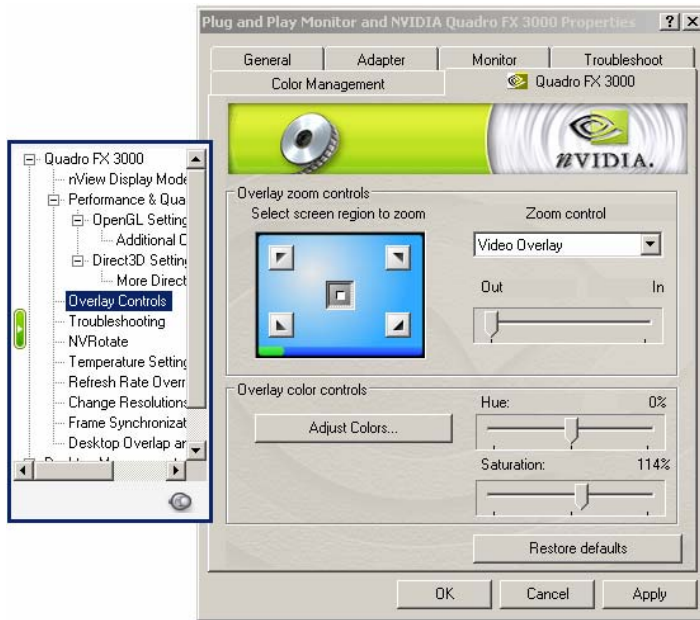 Plug and Play Monitor and NVIDIA Quadro FX 3000 Properties
General Adapter Monitor Troubleshoot
Color Management Quadro FX 3000
nVIDIA.
Quadro FX 3000
nView Display Mode
Performance & Qua
OpenGL Setting
Additional O
Direct3D Setting
More Direct
Overlay Controls
Troubleshooting
NVRotate
Temperature Setting
Refresh Rate Overr
Change Resolutions
Frame Synchronizat
Desktop Overlap ar
Overlay zoom controls
Select screen region to zoom
Zoom control
Video Overlay
Out In
Overlay color controls
Adjust Colors...
Hue: 0%
Saturation: 114%
Restore defaults
OK Cancel Apply